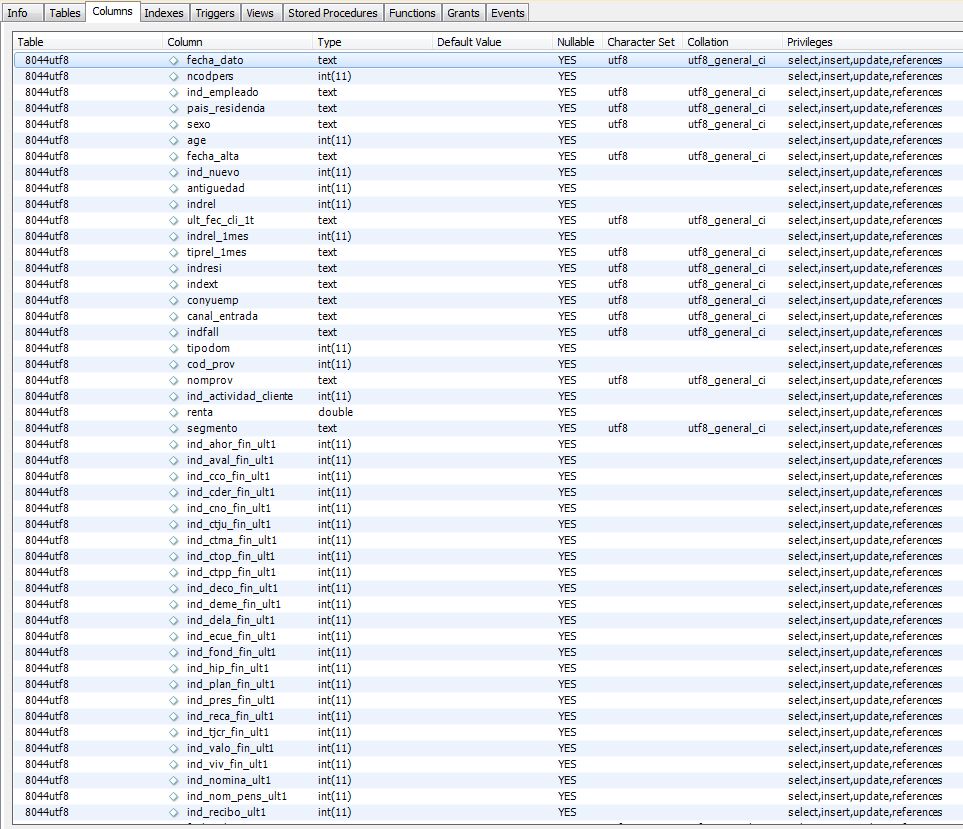 Info Tables Columns Indexes Triggers Views Stored Procedures Functions Grants Events
Table Column Type Default Value Nullable Character Set Collation Privileges
8044utf8 fecha_dato text YES utf8 utf8_general_ci select,insert,update,references
8044utf8 ncodpers int(11) YES select,insert,update,references
8044utf8 ind_empleado text YES utf8 utf8_general_ci select,insert,update,references
8044utf8 pais_residenda text YES utf8 utf8_general_ci select,insert,update,references
8044utf8 sexo text YES utf8 utf8_general_ci select,insert,update,references
8044utf8 age int(11) YES select,insert,update,references
8044utf8 fecha_alta text YES utf8 utf8_general_ci select,insert,update,references
8044utf8 ind_nuevo int(11) YES select,insert,update,references
8044utf8 antiguedad int(11) YES select,insert,update,references
8044utf8 indrel int(11) YES select,insert,update,references
8044utf8 ult_fec_cli_1t text YES utf8 utf8_general_ci select,insert,update,references
8044utf8 indrel_1mes int(11) YES select,insert,update,references
8044utf8 tiprel_1mes text YES utf8 utf8_general_ci select,insert,update,references
8044utf8 indresi text YES utf8 utf8_general_ci select,insert,update,references
8044utf8 indext text YES utf8 utf8_general_ci select,insert,update,references
8044utf8 conyuemp text YES utf8 utf8_general_ci select,insert,update,references
8044utf8 canal_entrada text YES utf8 utf8_general_ci select,insert,update,references
8044utf8 indfall text YES utf8 utf8_general_ci select,insert,update,references
8044utf8 tipodom int(11) YES select,insert,update,references
8044utf8 cod_prov int(11) YES select,insert,update,references
8044utf8 nomprov text YES utf8 utf8_general_ci select,insert,update,references
8044utf8 ind_actividad_cliente int(11) YES select,insert,update,references
8044utf8 renta double YES select,insert,update,references
8044utf8 segmento text YES utf8 utf8_general_ci select,insert,update,references
8044utf8 ind_ahor_fin_ult1 int(11) YES select,insert,update,references
8044utf8 ind_aval_fin_ult1 int(11) YES select,insert,update,references
8044utf8 ind_cco_fin_ult1 int(11) YES select,insert,update,references
8044utf8 ind_cder_fin_ult1 int(11) YES select,insert,update,references
8044utf8 ind_cno_fin_ult1 int(11) YES select,insert,update,references
8044utf8 ind_ctju_fin_ult1 int(11) YES select,insert,update,references
8044utf8 ind_ctma_fin_ult1 int(11) YES select,insert,update,references
8044utf8 ind_ctop_fin_ult1 int(11) YES select,insert,update,references
8044utf8 ind_ctpp_fin_ult1 int(11) YES select,insert,update,references
8044utf8 ind_deco_fin_ult1 int(11) YES select,insert,update,references
8044utf8 ind_deme_fin_ult1 int(11) YES select,insert,update,references
8044utf8 ind_dela_fin_ult1 int(11) YES select,insert,update,references
8044utf8 ind_ecue_fin_ult1 int(11) YES select,insert,update,references
8044utf8 ind_fond_fin_ult1 int(11) YES select,insert,update,references
8044utf8 ind_hip_fin_ult1 int(11) YES select,insert,update,references
8044utf8 ind_plan_fin_ult1 int(11) YES select,insert,update,references
8044utf8 ind_pres_fin_ult1 int(11) YES select,insert,update,references
8044utf8 ind_reca_fin_ult1 int(11) YES select,insert,update,references
8044utf8 ind_tjcr_fin_ult1 int(11) YES select,insert,update,references
8044utf8 ind_valo_fin_ult1 int(11) YES select,insert,update,references
8044utf8 ind_viv_fin_ult1 int(11) YES select,insert,update,references
8044utf8 ind_nomina_ult1 int(11) YES select,insert,update,references
8044utf8 ind_nom_pens_ult1 int(11) YES select,insert,update,references
8044utf8 ind_recibo_ult1 int(11) YES select,insert,update,references